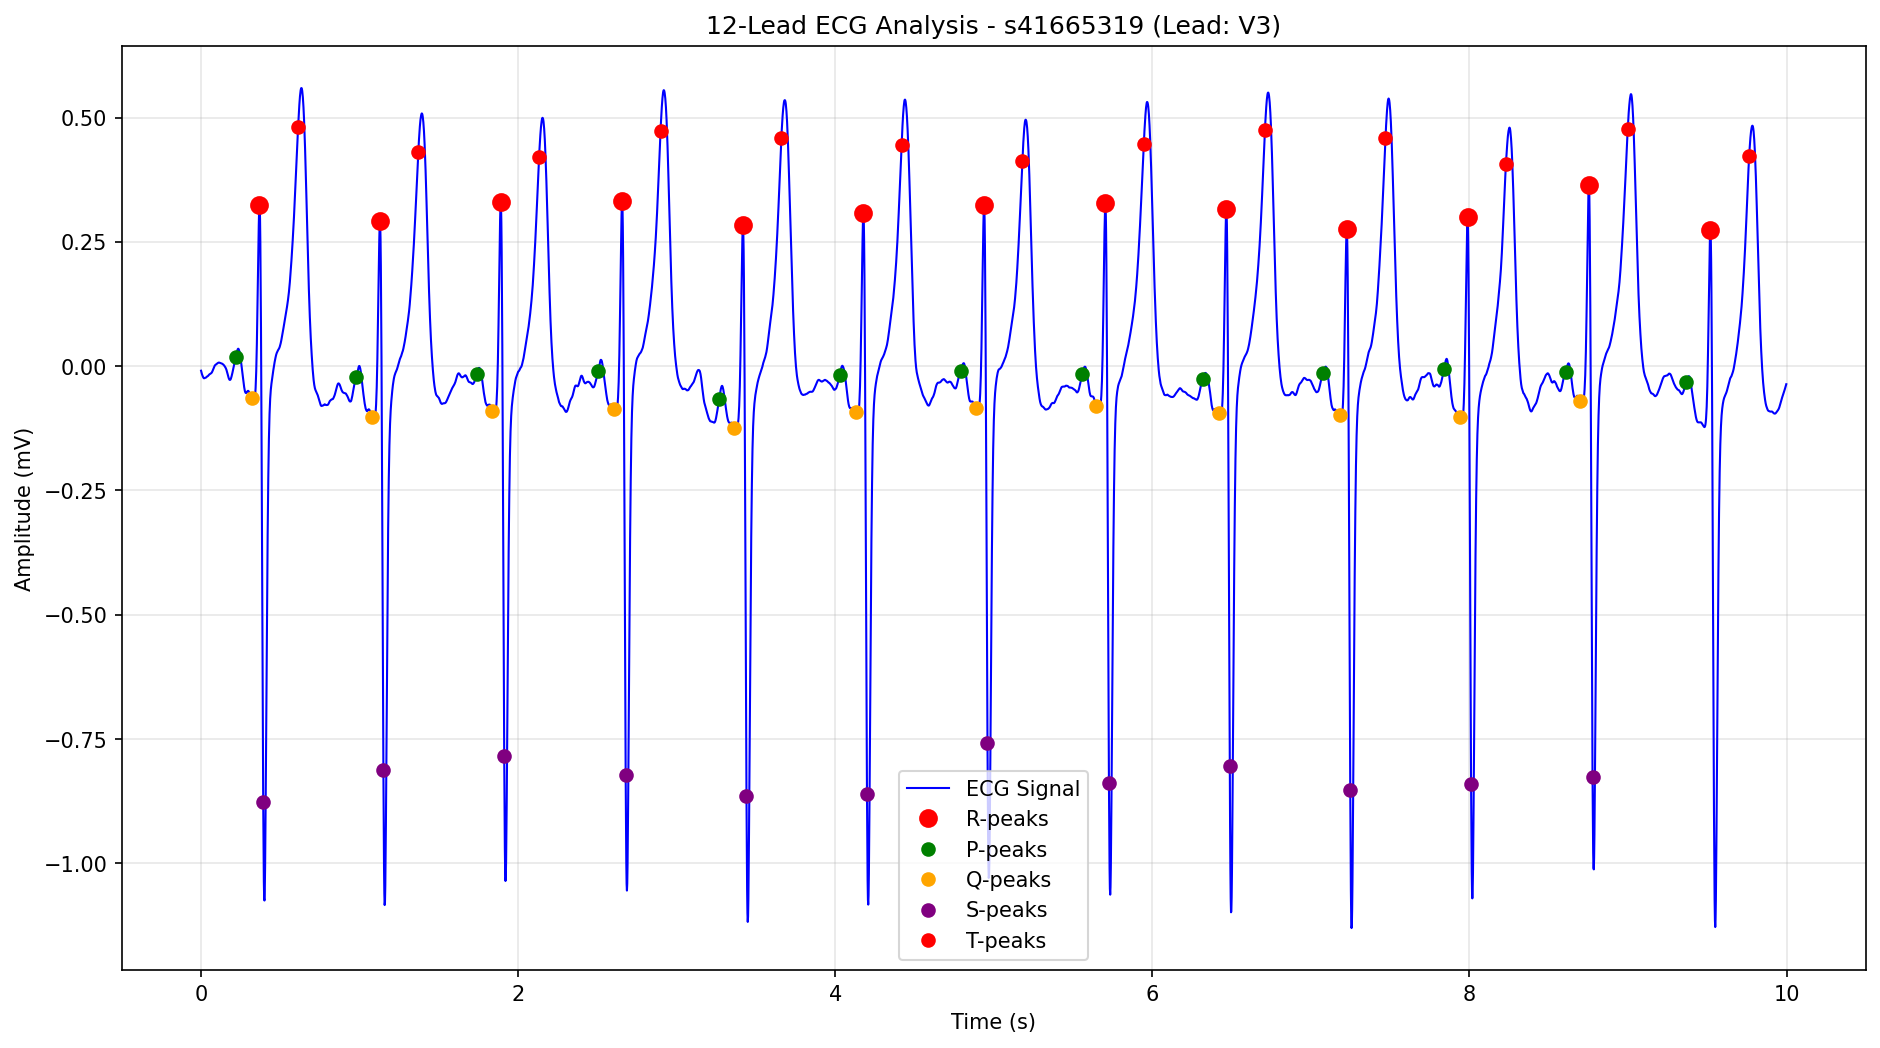 12-Lead ECG Analysis - s41665319 (Lead: V3)
Amplitude (mV)
0.50
0.25
0.00
−0.25
−0.50
−0.75
−1.00
ECG Signal
R-peaks
P-peaks
Q-peaks
S-peaks
T-peaks
0 2 4 6 8 10
Time (s)